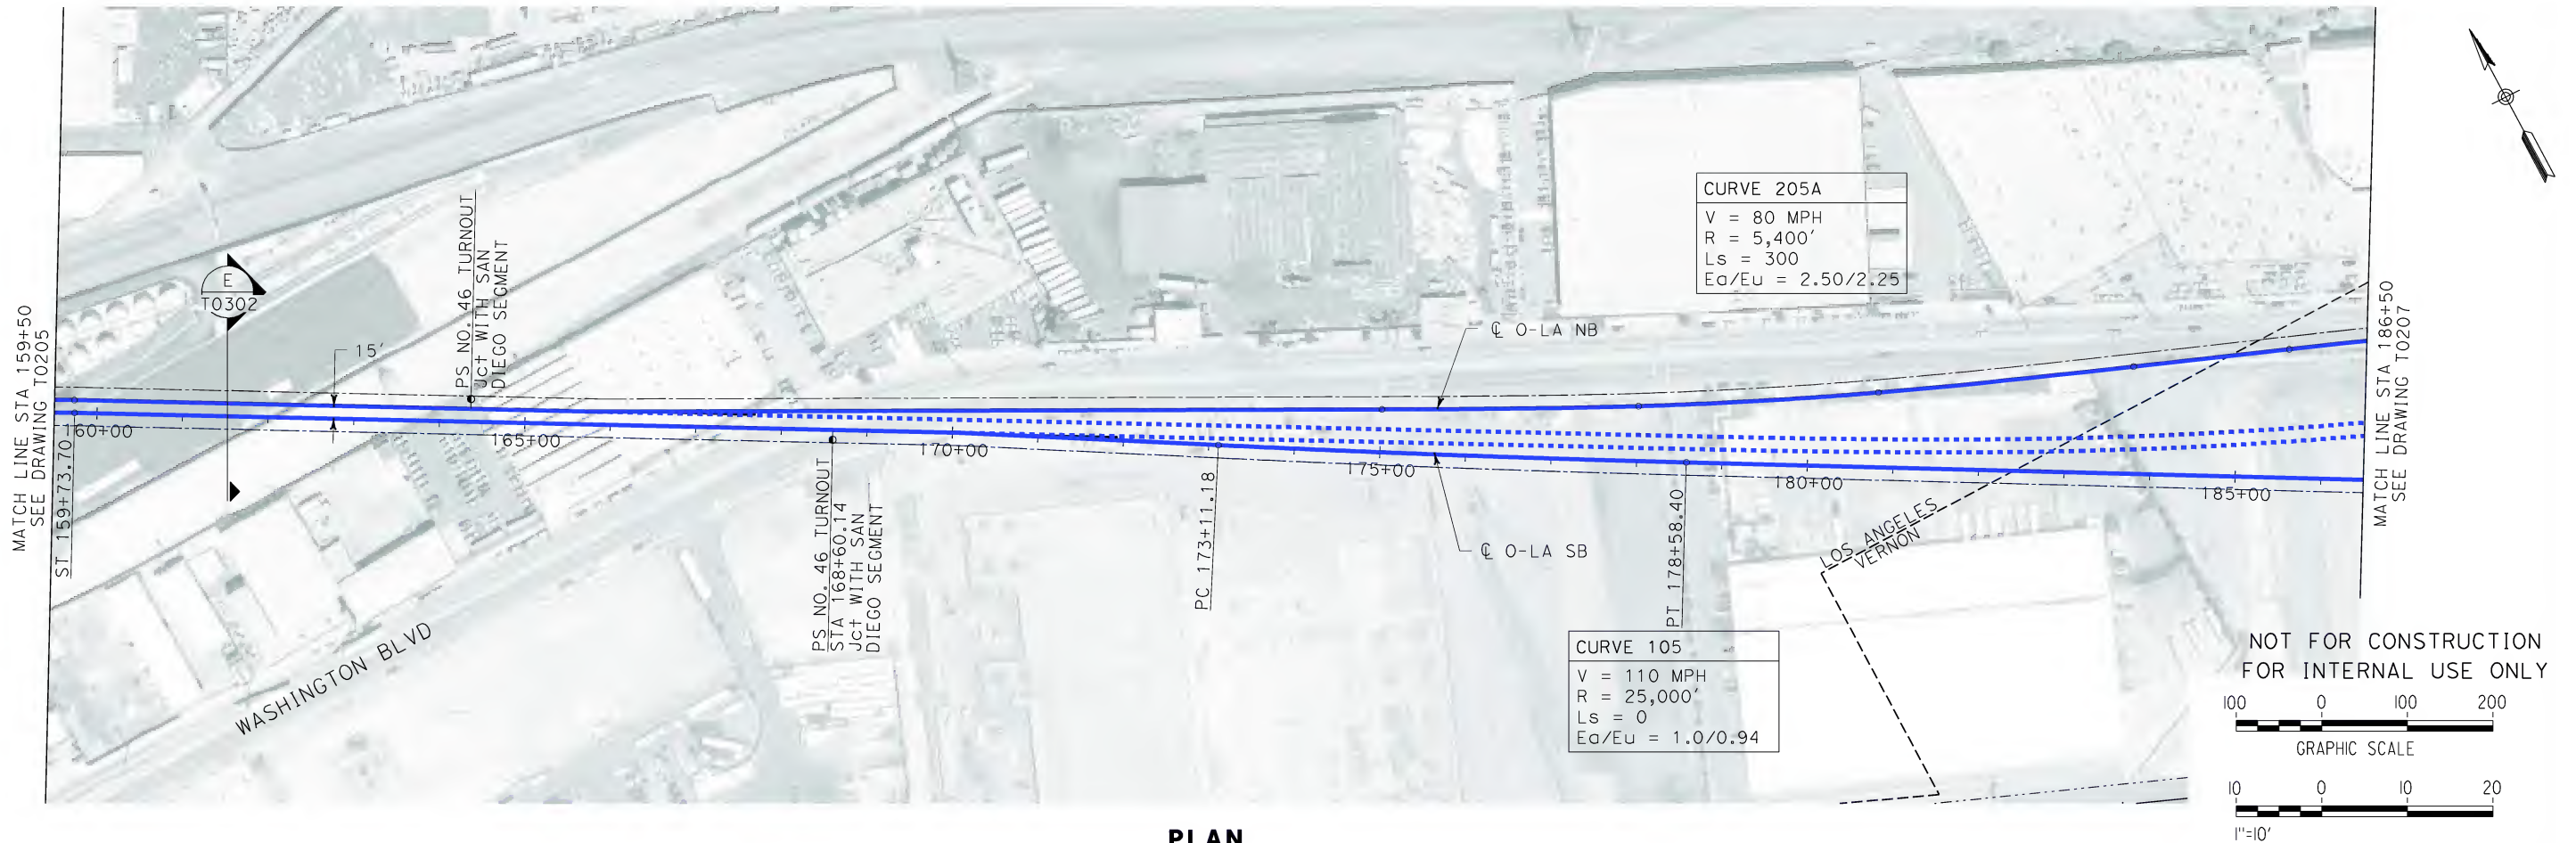 MATCH LINE STA 159+50
SEE DRAWING T0205
ST 159+73.70
E
T0302
15'
PS NO. 46 TURNOUT
Jct WITH SAN
DIEGO SEGMENT
160+00
165+00
170+00
175+00
180+00
185+00
PS NO. 46 TURNOUT
STA 168+60.14
Jct WITH SAN
DIEGO SEGMENT
WASHINGTON BLVD
PC 173+11.18
℄ O-LA NB
℄ O-LA SB
CURVE 205A
V = 80 MPH
R = 5,400'
Ls = 300
Ea/Eu = 2.50/2.25
PT 178+58.40
CURVE 105
V = 110 MPH
R = 25,000'
Ls = 0
Ea/Eu = 1.0/0.94
LOS ANGELES
VERNON
MATCH LINE STA 186+50
SEE DRAWING T0207
NOT FOR CONSTRUCTION
FOR INTERNAL USE ONLY
100 0 100 200
GRAPHIC SCALE
10 0 10 20
1"=10'
PLAN